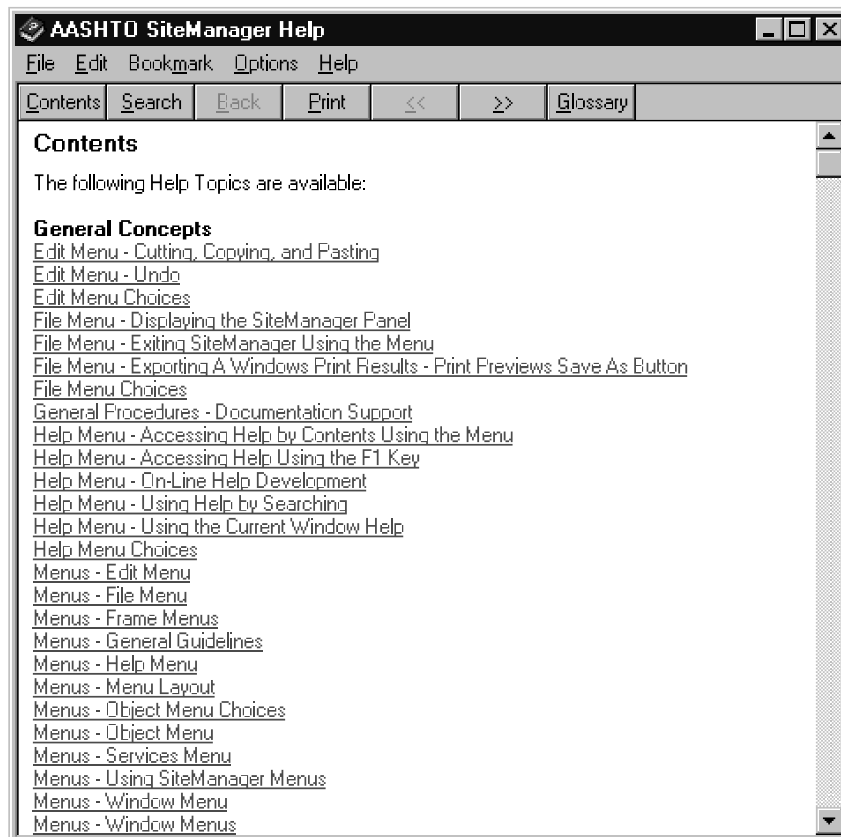 AASHTO SiteManager Help
File Edit Bookmark Options Help
Contents Search Back Print << >> Glossary
Contents
The following Help Topics are available:
General Concepts
Edit Menu - Cutting, Copying, and Pasting
Edit Menu - Undo
Edit Menu Choices
File Menu - Displaying the SiteManager Panel
File Menu - Exiting SiteManager Using the Menu
File Menu - Exporting A Windows Print Results - Print Previews Save As Button
File Menu Choices
General Procedures - Documentation Support
Help Menu - Accessing Help by Contents Using the Menu
Help Menu - Accessing Help Using the F1 Key
Help Menu - On-Line Help Development
Help Menu - Using Help by Searching
Help Menu - Using the Current Window Help
Help Menu Choices
Menus - Edit Menu
Menus - File Menu
Menus - Frame Menus
Menus - General Guidelines
Menus - Help Menu
Menus - Menu Layout
Menus - Object Menu Choices
Menus - Object Menu
Menus - Services Menu
Menus - Using SiteManager Menus
Menus - Window Menu
Menus - Window Menus